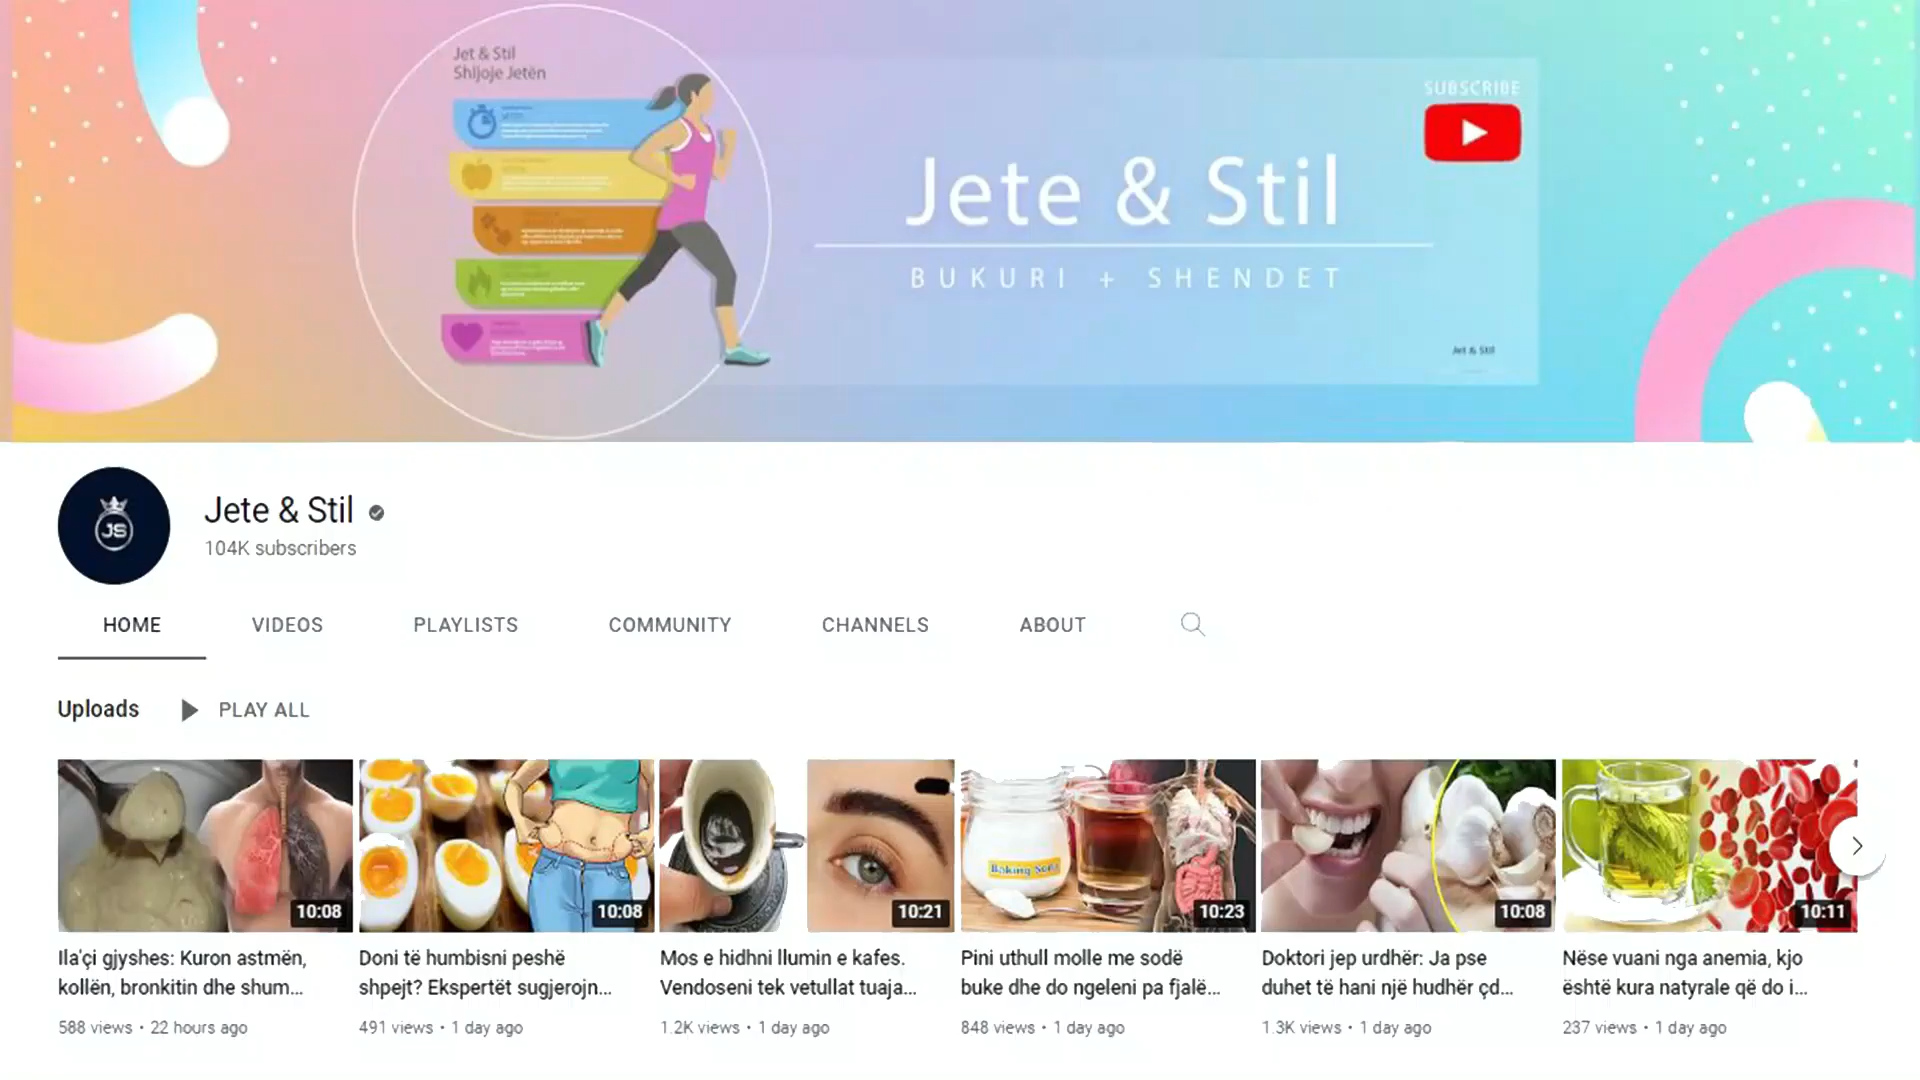 Jet & Stil
Shijoje Jetën
SUBSCRIBE
Jete & Stil
BUKURI + SHENDET
Jet & Stil
JS
Jete & Stil
104K subscribers
HOME VIDEOS PLAYLISTS COMMUNITY CHANNELS ABOUT
Uploads PLAY ALL
Baking Soda
10:08 10:08 10:21 10:23 10:08 10:11
Ila'çi gjyshes: Kuron astmën,
kollën, bronkitin dhe shum...
588 views • 22 hours ago
Doni të humbisni peshë
shpejt? Ekspertët sugjerojn...
491 views • 1 day ago
Mos e hidhni llumin e kafes.
Vendoseni tek vetullat tuaja...
1.2K views • 1 day ago
Pini uthull molle me sodë
buke dhe do ngeleni pa fjalë...
848 views • 1 day ago
Doktori jep urdhër: Ja pse
duhet të hani një hudhër çd...
1.3K views • 1 day ago
Nëse vuani nga anemia, kjo
është kura natyrale që do i...
237 views • 1 day ago